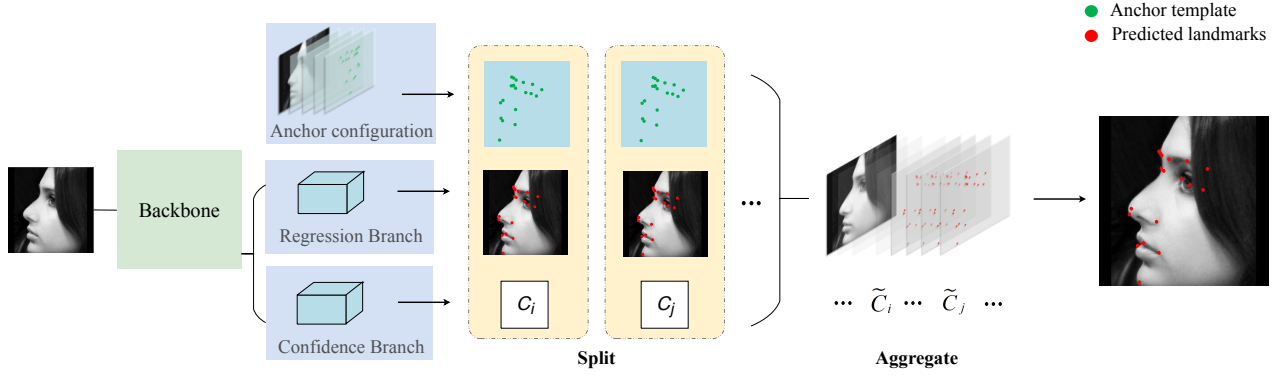 Anchor template
Predicted landmarks
Anchor configuration
Backbone
Regression Branch
Confidence Branch
C_i
C_j
...
Split
... C̃_i ... C̃_j ...
Aggregate